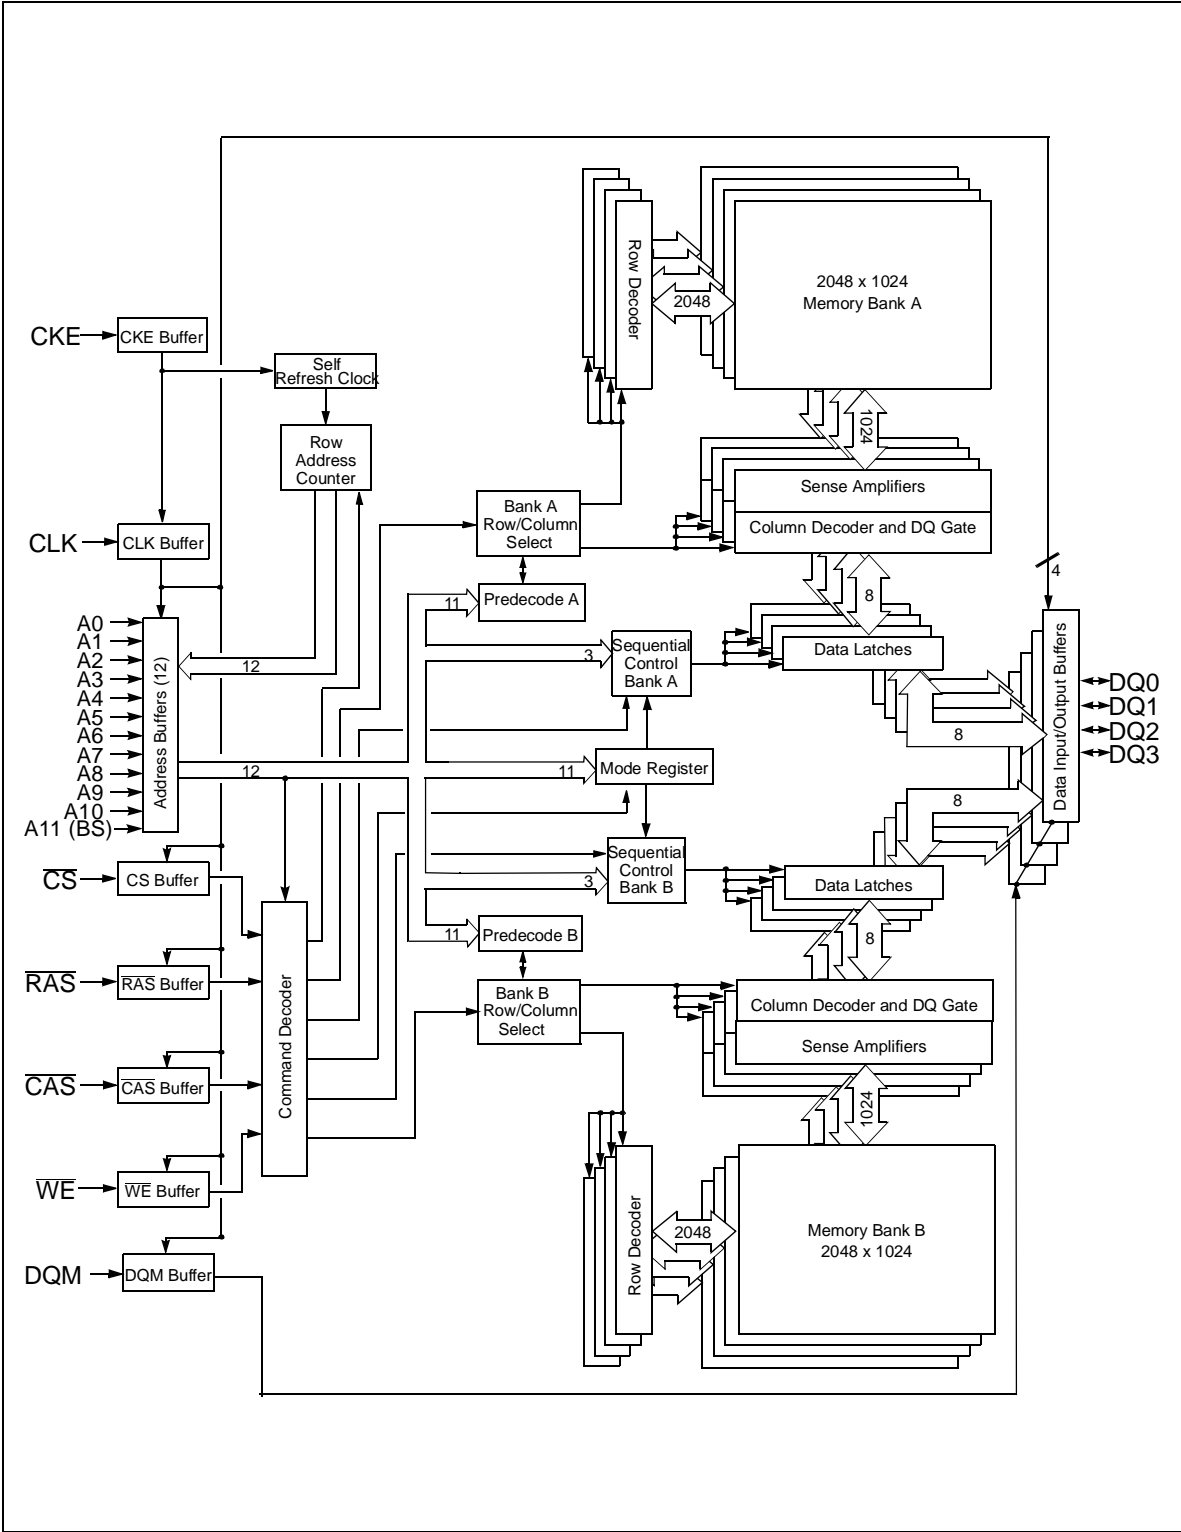 Row Decoder
2048
2048 x 1024
Memory Bank A
CKE
CKE Buffer
Self
Refresh Clock
1024
Row
Address
Counter
Sense Amplifiers
Bank A
Row/Column
Select
Column Decoder and DQ Gate
CLK
CLK Buffer
4
8
11
Predecode A
A0
A1
A2
A3
A4
A5
A6
A7
A8
A9
A10
A11 (BS)
Address Buffers (12)
12
3
Sequential
Control
Bank A
Data Latches
Data Input/Output Buffers
DQ0
DQ1
DQ2
DQ3
8
12
11
Mode Register
8
CS
CS Buffer
Sequential
Control
Bank B
3
Data Latches
11
Predecode B
8
RAS
RAS Buffer
Command Decoder
Bank B
Row/Column
Select
Column Decoder and DQ Gate
Sense Amplifiers
CAS
CAS Buffer
1024
WE
WE Buffer
Row Decoder
2048
Memory Bank B
2048 x 1024
DQM
DQM Buffer